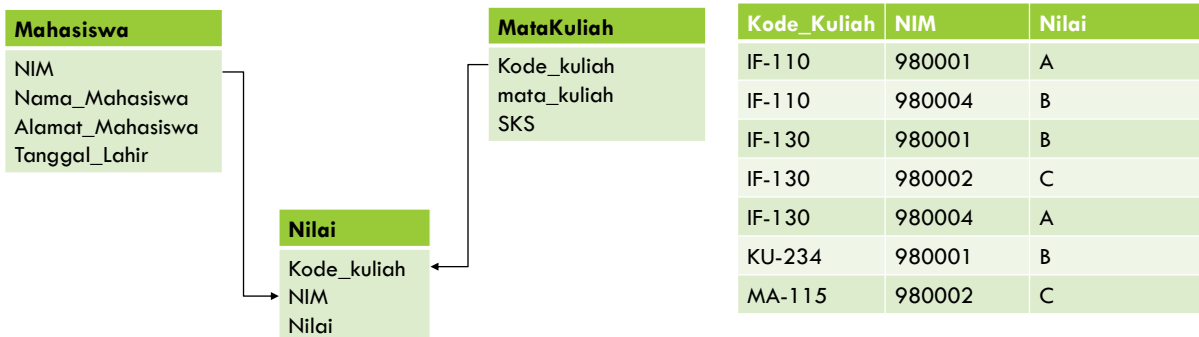 Mahasiswa
NIM
Nama_Mahasiswa
Alamat_Mahasiswa
Tanggal_Lahir
MataKuliah
Kode_kuliah
mata_kuliah
SKS
Nilai
Kode_kuliah
NIM
Nilai
Kode_Kuliah NIM Nilai
IF-110 980001 A
IF-110 980004 B
IF-130 980001 B
IF-130 980002 C
IF-130 980004 A
KU-234 980001 B
MA-115 980002 C